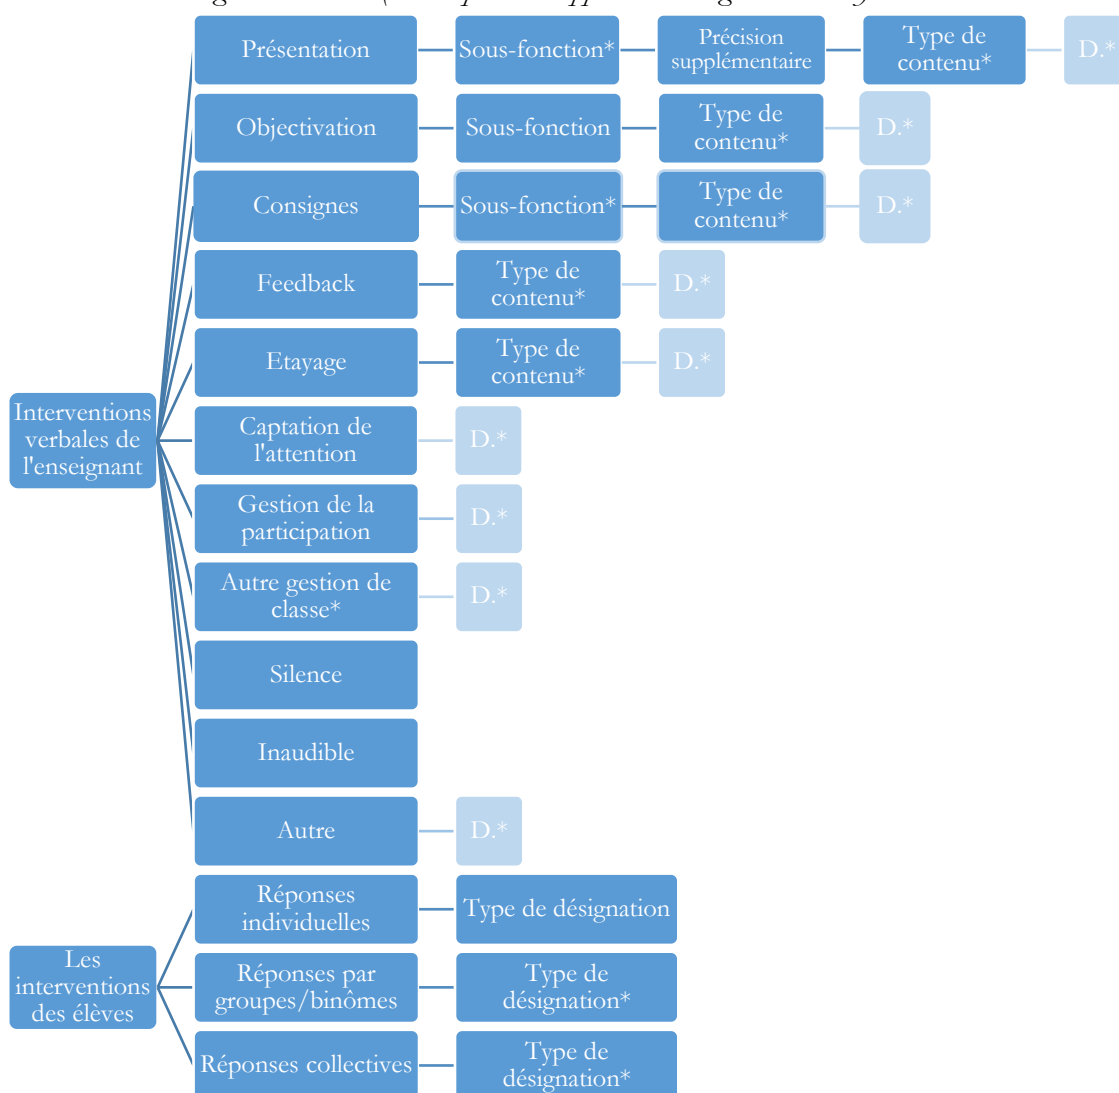 Présentation
Sous-fonction*
Précision
supplémentaire
Type de
contenu*
D.*
Objectivation
Sous-fonction
Type de
contenu*
D.*
Consignes
Sous-fonction*
Type de
contenu*
D.*
Feedback
Type de
contenu*
D.*
Etayage
Type de
contenu*
D.*
Interventions
verbales de
l'enseignant
Captation de
l'attention
D.*
Gestion de la
participation
D.*
Autre gestion de
classe*
D.*
Silence
Inaudible
Autre
D.*
Réponses
individuelles
Type de désignation
Les
interventions
des élèves
Réponses par
groupes/binômes
Type de
désignation*
Réponses collectives
Type de
désignation*